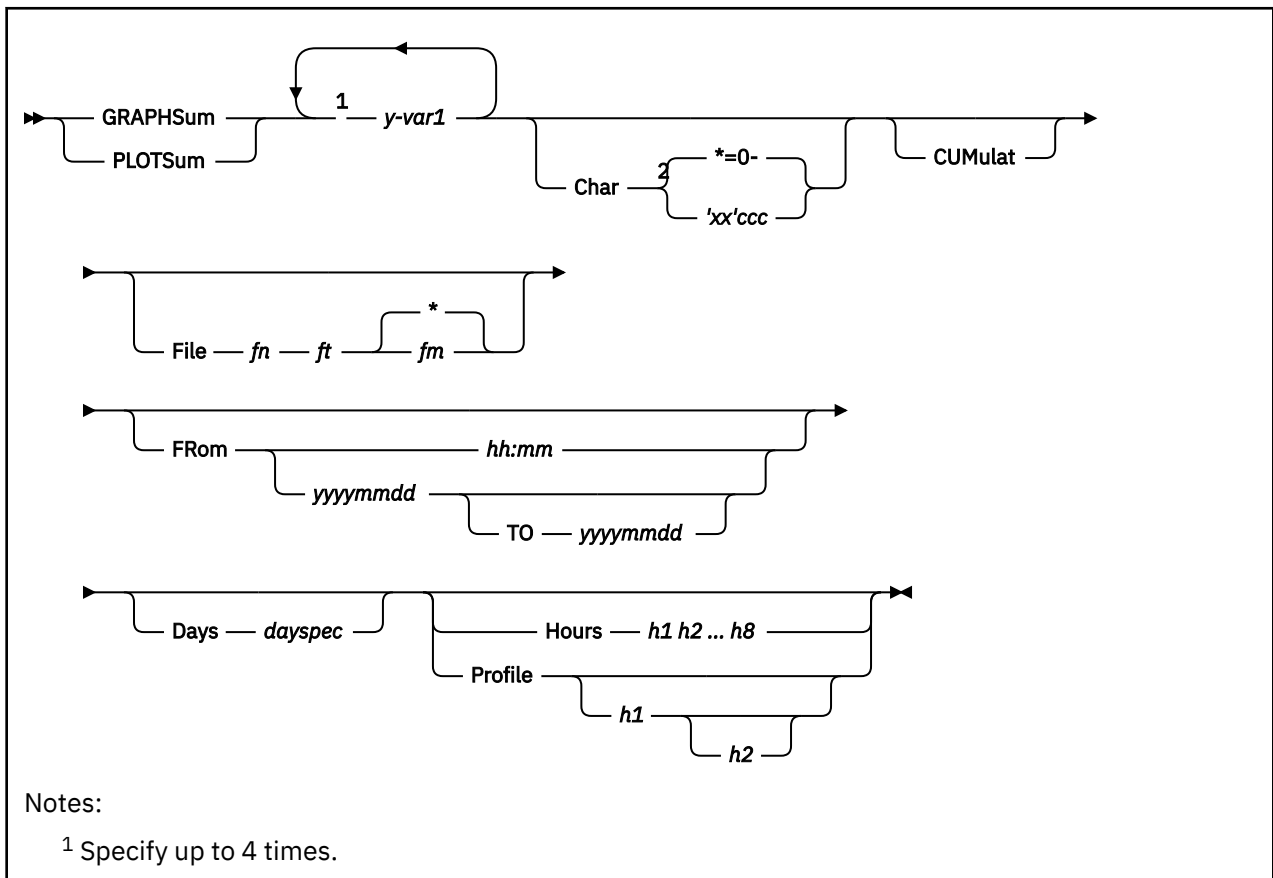 1
GRAPHSum y-var1
PLOTSum
*=0-
CUMulat
2
Char
'xx'ccc
*
File fn ft fm
FRom hh:mm
yyyymmdd
TO yyyymmdd
Days dayspec Hours h1 h2 ... h8
Profile
h1
h2
Notes:
1 Specify up to 4 times.